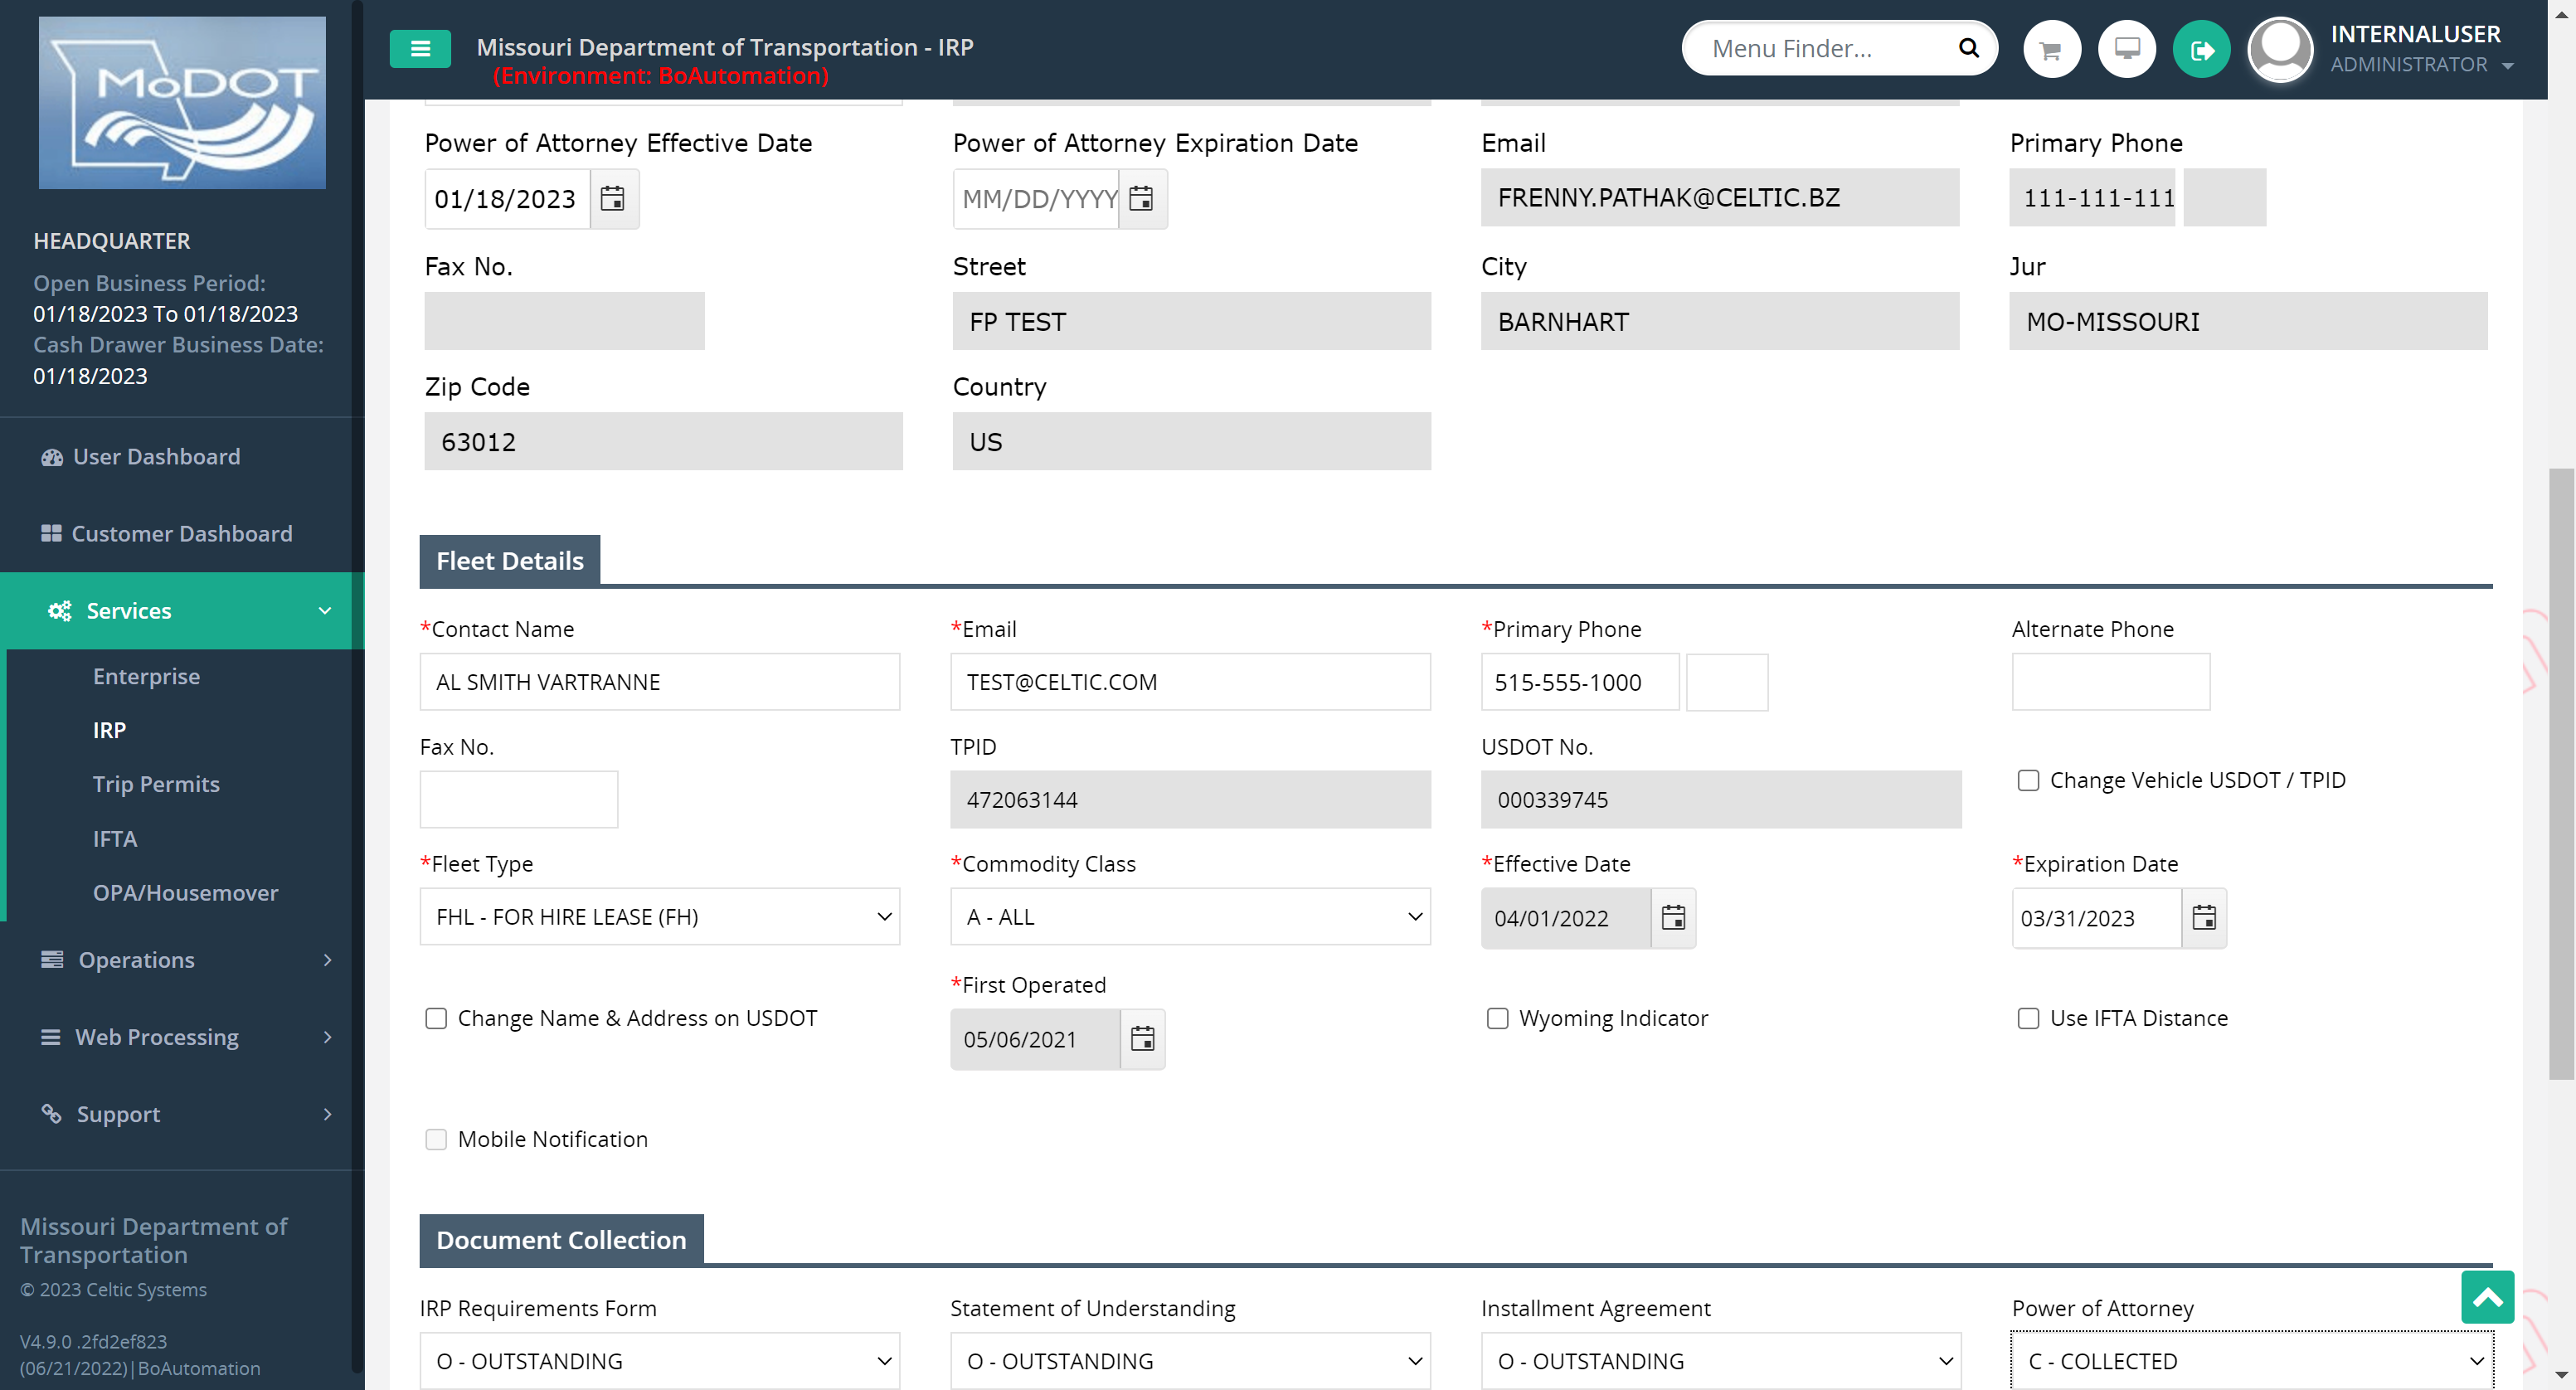 MoDOT
Missouri Department of Transportation - IRP
(Environment: BoAutomation)
Menu Finder...
INTERNALUSER
ADMINISTRATOR
HEADQUARTER
Open Business Period:
01/18/2023 To 01/18/2023
Cash Drawer Business Date:
01/18/2023
User Dashboard
Customer Dashboard
Services
Enterprise
IRP
Trip Permits
IFTA
OPA/Housemover
Operations
Web Processing
Support
Missouri Department of
Transportation
© 2023 Celtic Systems
V4.9.0 .2fd2ef823
(06/21/2022)|BoAutomation
Power of Attorney Effective Date
Power of Attorney Expiration Date
Email
Primary Phone
01/18/2023
MM/DD/YYYY
FRENNY.PATHAK@CELTIC.BZ
111-111-111
Fax No.
Street
City
Jur
FP TEST
BARNHART
MO-MISSOURI
Zip Code
Country
63012
US
Fleet Details
*Contact Name
*Email
*Primary Phone
Alternate Phone
AL SMITH VARTRANNE
TEST@CELTIC.COM
515-555-1000
Fax No.
TPID
USDOT No.
472063144
000339745
Change Vehicle USDOT / TPID
*Fleet Type
*Commodity Class
*Effective Date
*Expiration Date
FHL - FOR HIRE LEASE (FH)
A - ALL
04/01/2022
03/31/2023
Change Name & Address on USDOT
*First Operated
05/06/2021
Wyoming Indicator
Use IFTA Distance
Mobile Notification
Document Collection
IRP Requirements Form
Statement of Understanding
Installment Agreement
Power of Attorney
O - OUTSTANDING
O - OUTSTANDING
O - OUTSTANDING
C - COLLECTED